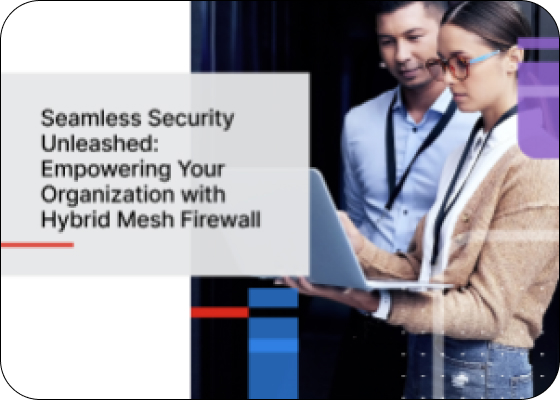 Seamless Security
Unleashed:
Empowering Your
Organization with
Hybrid Mesh Firewall